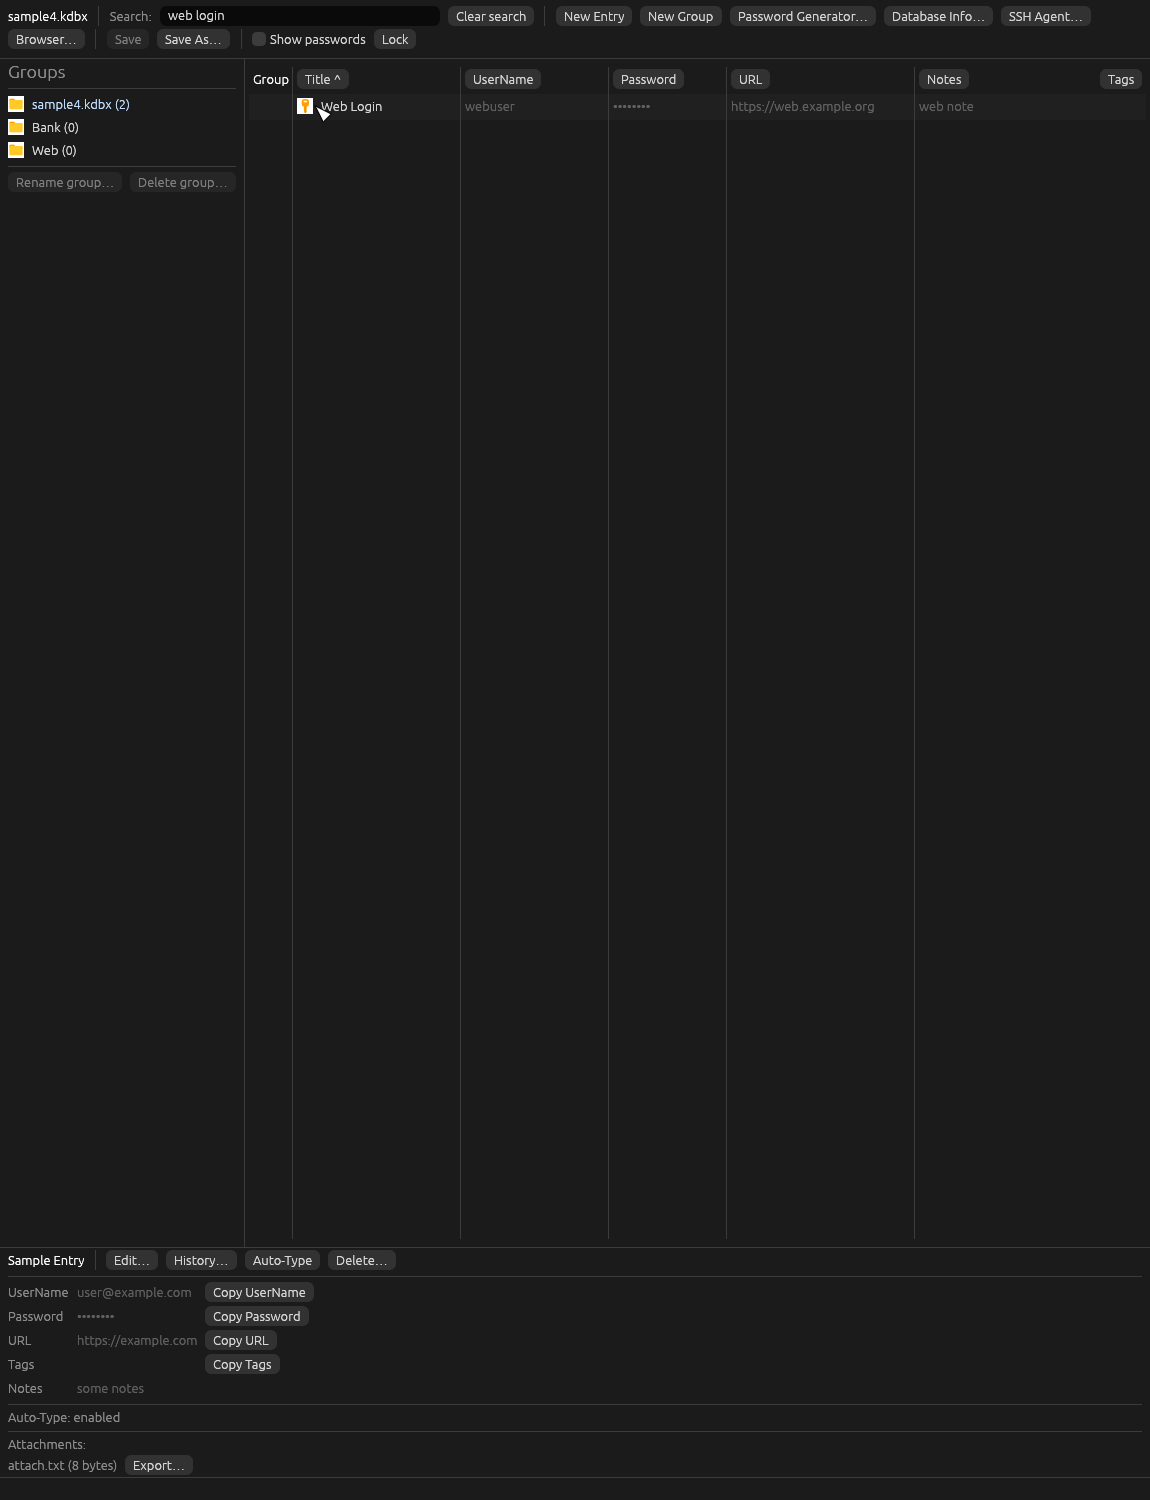 sample4.kdbx Search: web login Clear search New Entry New Group Password Generator... Database Info... SSH Agent...
Browser... Save Save As... Show passwords Lock
Groups
sample4.kdbx (2)
Bank (0)
Web (0)
Rename group... Delete group...
Group Title ^ UserName Password URL Notes Tags
Web Login webuser •••••••• https://web.example.org web note
Sample Entry Edit... History... Auto-Type Delete...
UserName user@example.com Copy UserName
Password •••••••• Copy Password
URL https://example.com Copy URL
Tags Copy Tags
Notes some notes
Auto-Type: enabled
Attachments:
attach.txt (8 bytes) Export...